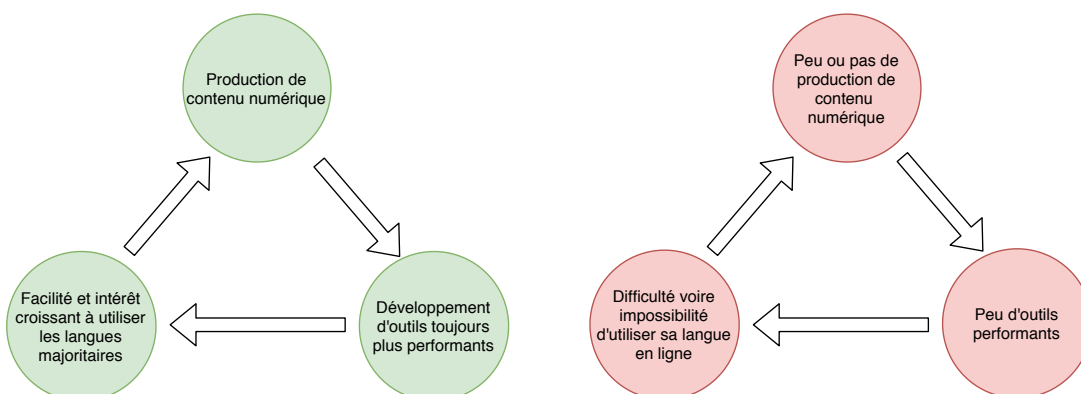 Production de
contenu numérique
Facilité et intérêt
croissant à utiliser
les langues
majoritaires
Développement
d'outils toujours
plus performants
Peu ou pas de
production de
contenu
numérique
Difficulté voire
impossibilité
d'utiliser sa langue
en ligne
Peu d'outils
performants